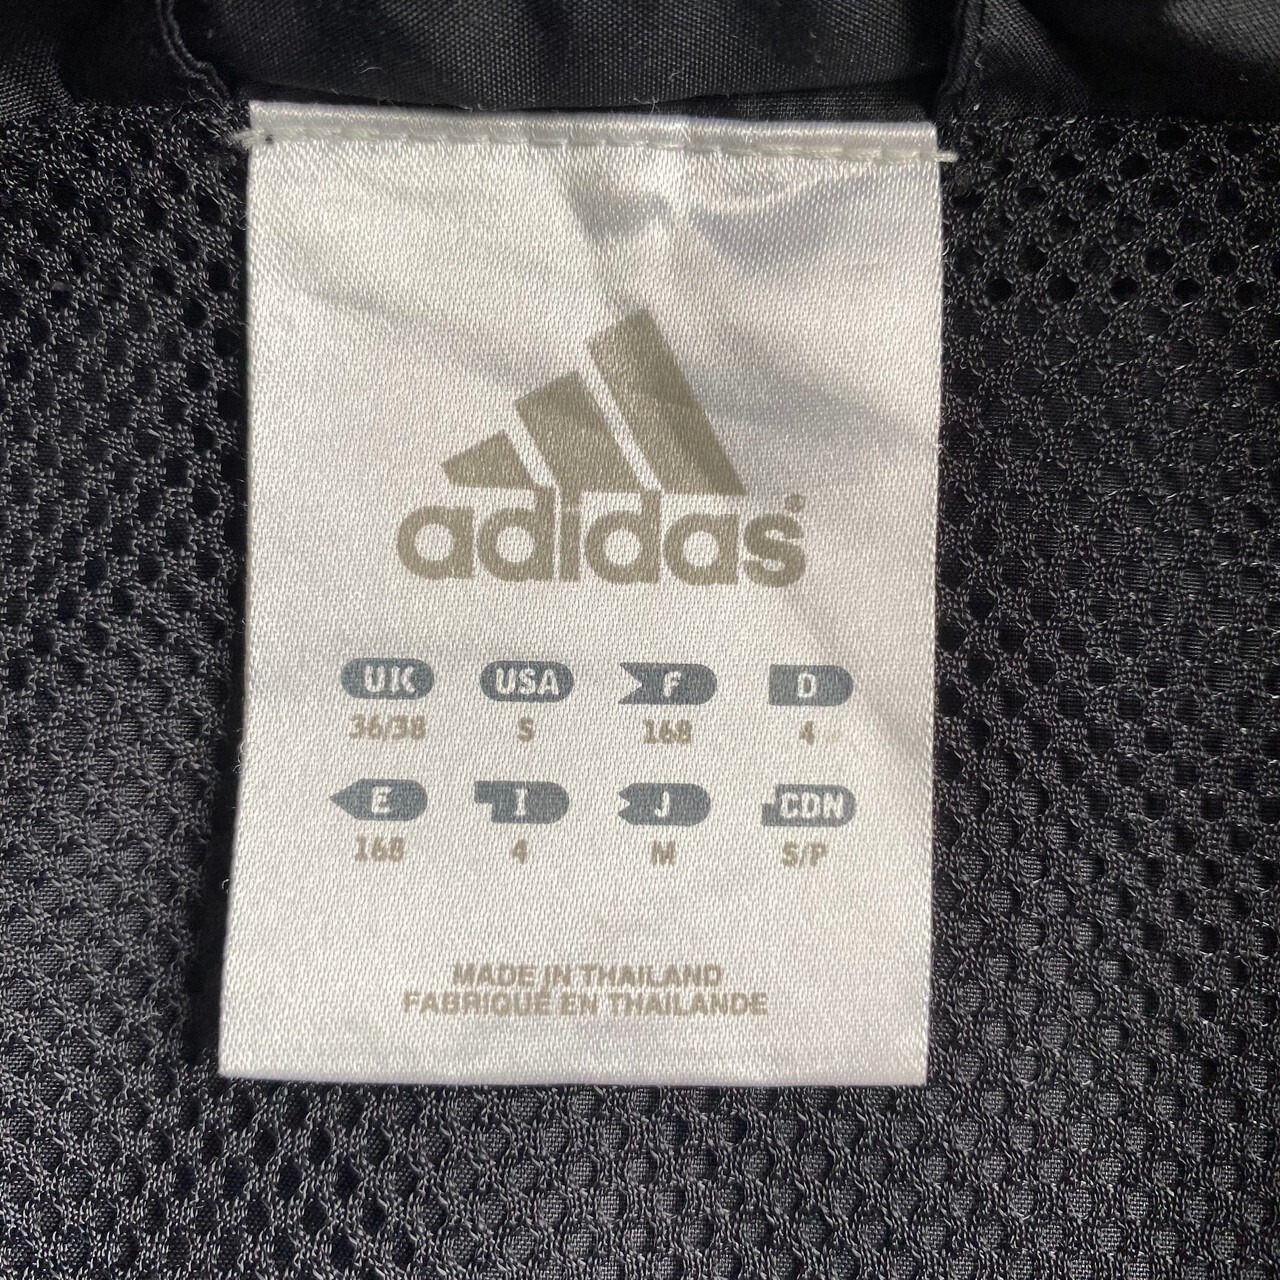 adidas®
UK USA F D
36/38 S 168 4
E I J CDN
168 4 M S/P
MADE IN THAILAND
FABRIQUÉ EN THAILANDE